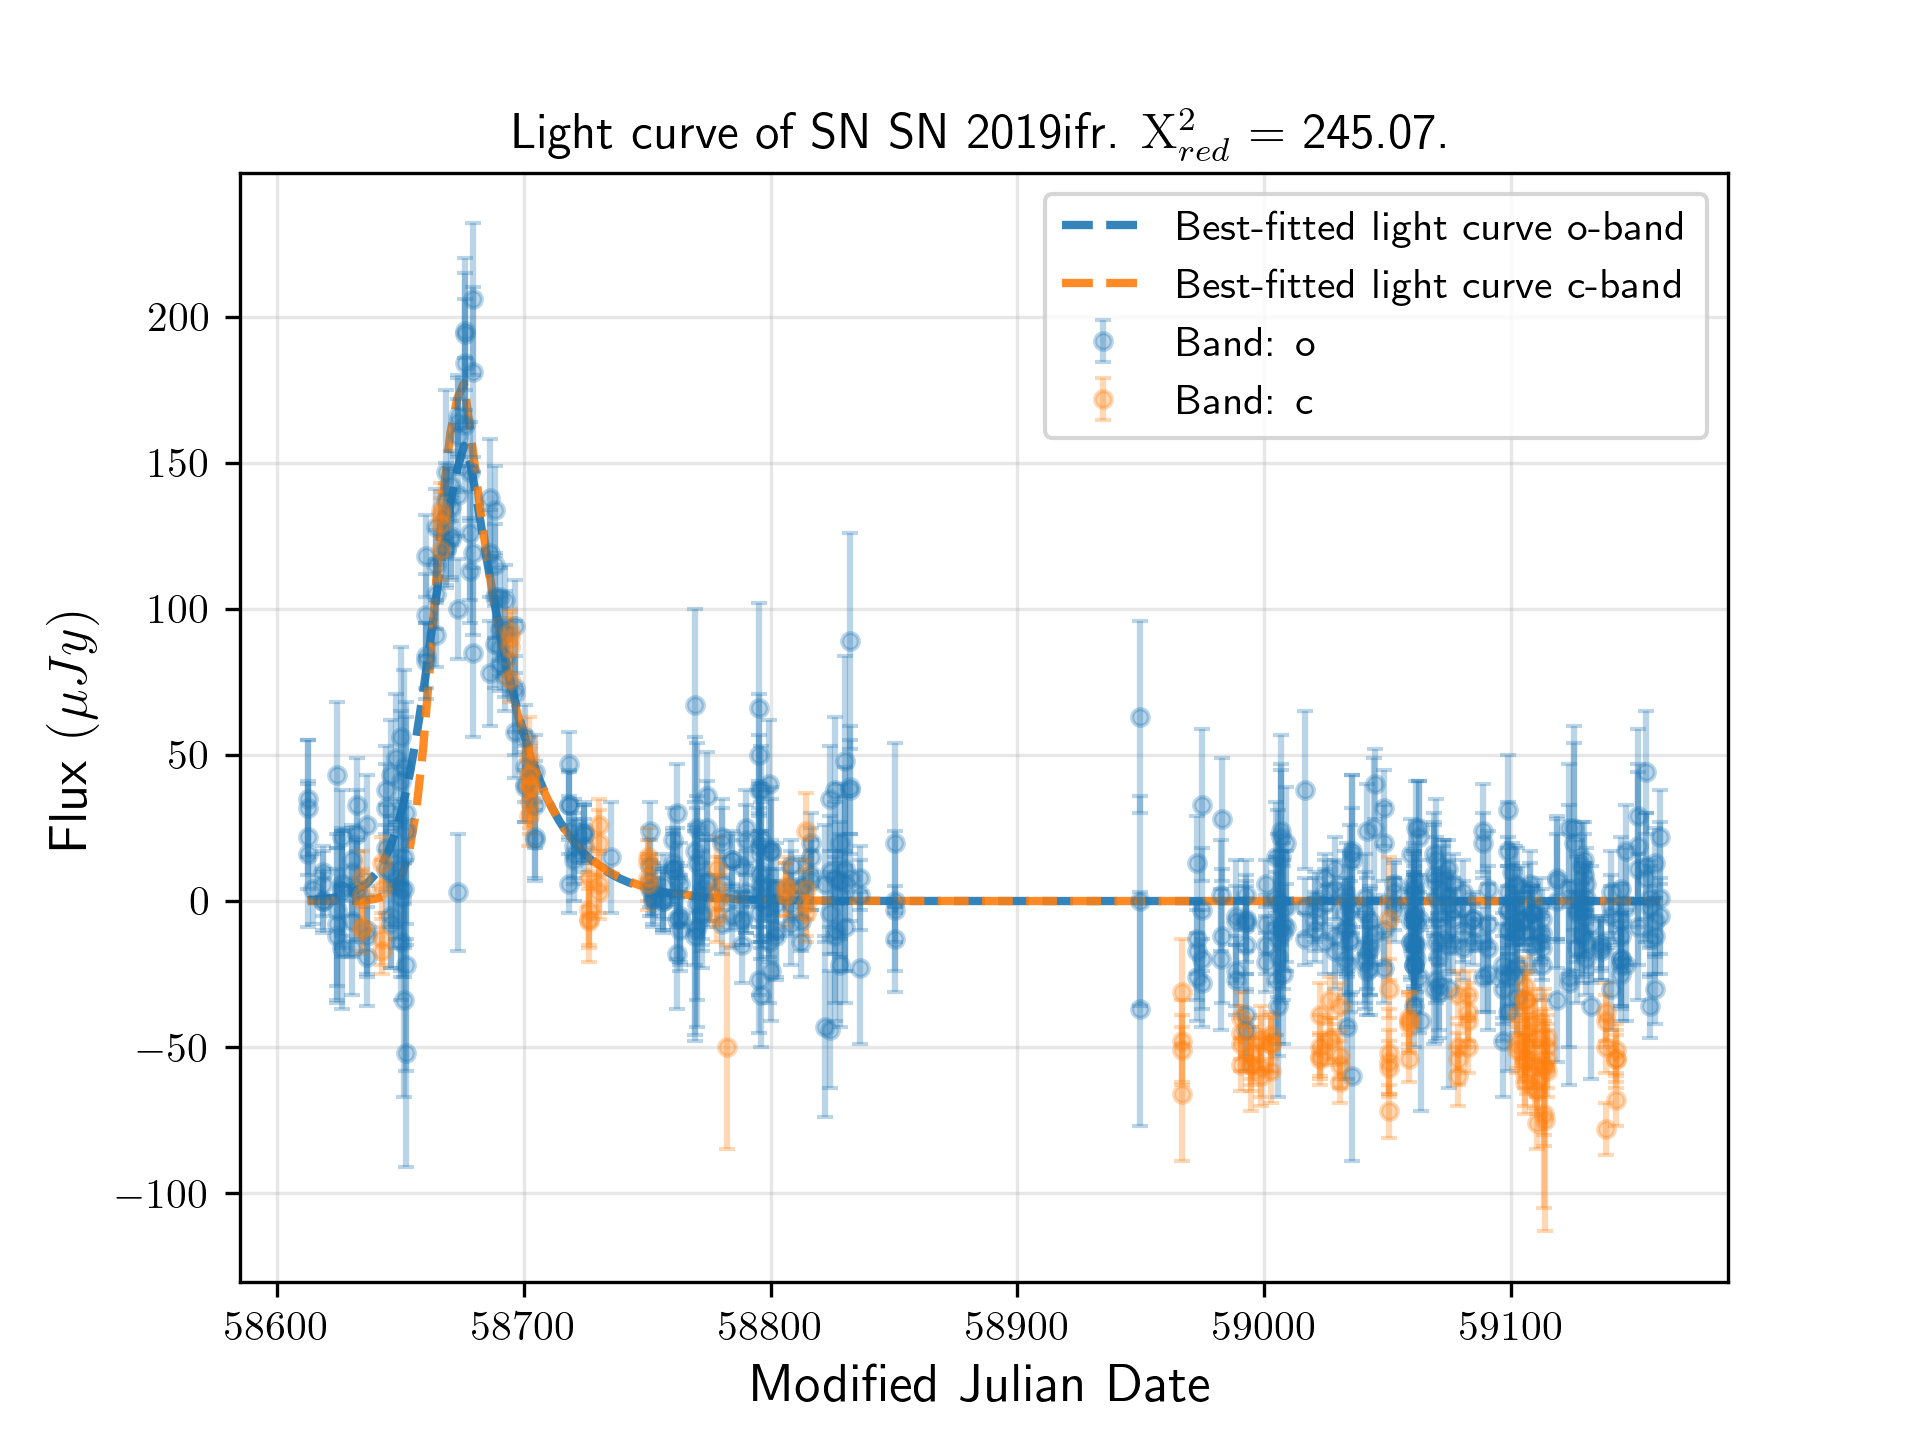 Light curve of SN SN 2019ifr. X²_red = 245.07.
Best-fitted light curve o-band
Best-fitted light curve c-band
Band: o
Band: c
200
150
100
50
0
−50
−100
Flux (μJy)
58600 58700 58800 58900 59000 59100
Modified Julian Date